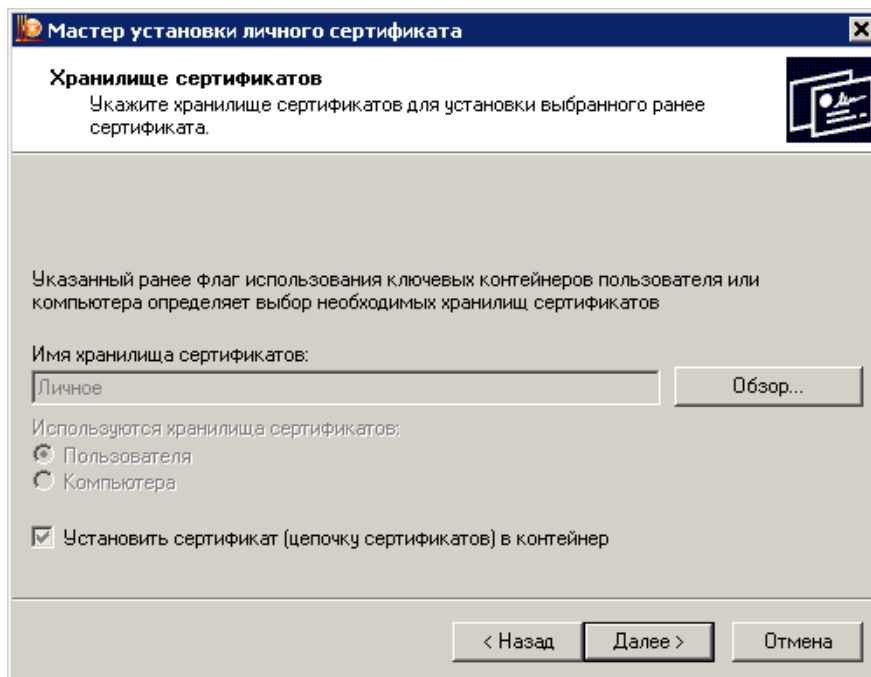 Мастер установки личного сертификата
Хранилище сертификатов
Укажите хранилище сертификатов для установки выбранного ранее
сертификата.
Указанный ранее флаг использования ключевых контейнеров пользователя или
компьютера определяет выбор необходимых хранилищ сертификатов
Имя хранилища сертификатов:
Личное
Обзор...
Используются хранилища сертификатов:
Пользователя
Компьютера
Установить сертификат (цепочку сертификатов) в контейнер
< Назад
Далее >
Отмена